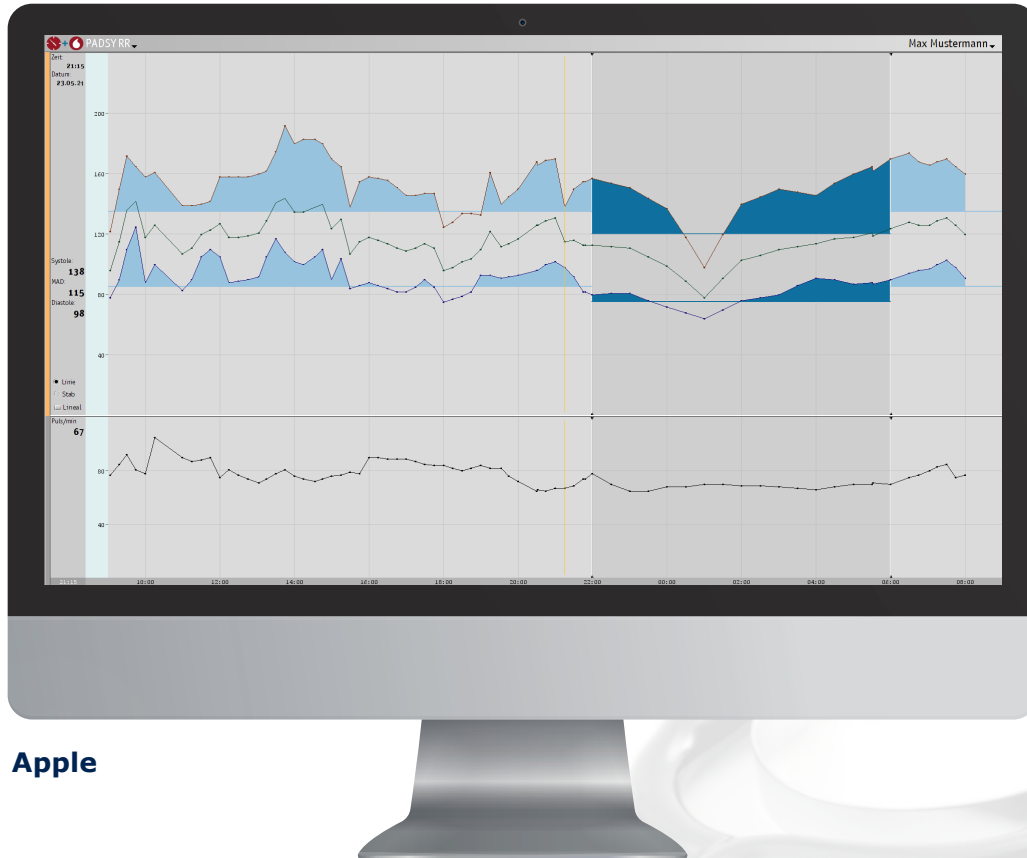 PADSY RR
Max Mustermann
Zeit:
21:15
Datum:
23.05.21
200
160
120
80
40
Systole:
138
MAD:
115
Diastole:
98
Linie
Stab
Lineal
Puls/min
67
80
40
21:15 10:00 12:00 14:00 16:00 18:00 20:00 22:00 00:00 02:00 04:00 06:00 08:00
Apple